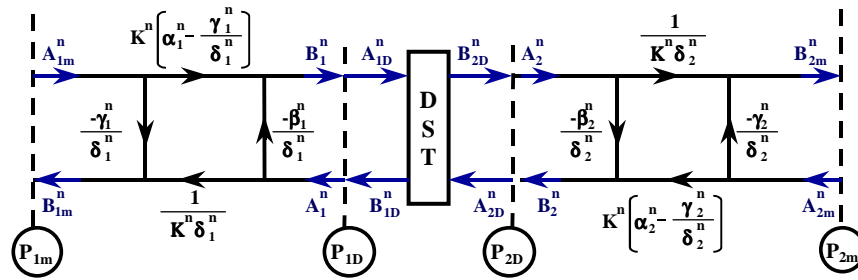 K^n [α_1^n - γ_1^n / δ_1^n]
1 / K^n δ_2^n
A_1m^n B_1^n A_1D^n B_2D^n A_2^n B_2m^n
D
S
T
-γ_1^n / δ_1^n -β_1^n / δ_1^n -β_2^n / δ_2^n -γ_2^n / δ_2^n
B_1m^n A_1^n B_1D^n A_2D^n B_2^n A_2m^n
1 / K^n δ_1^n
K^n [α_2^n - γ_2^n / δ_2^n]
P_1m P_1D P_2D P_2m